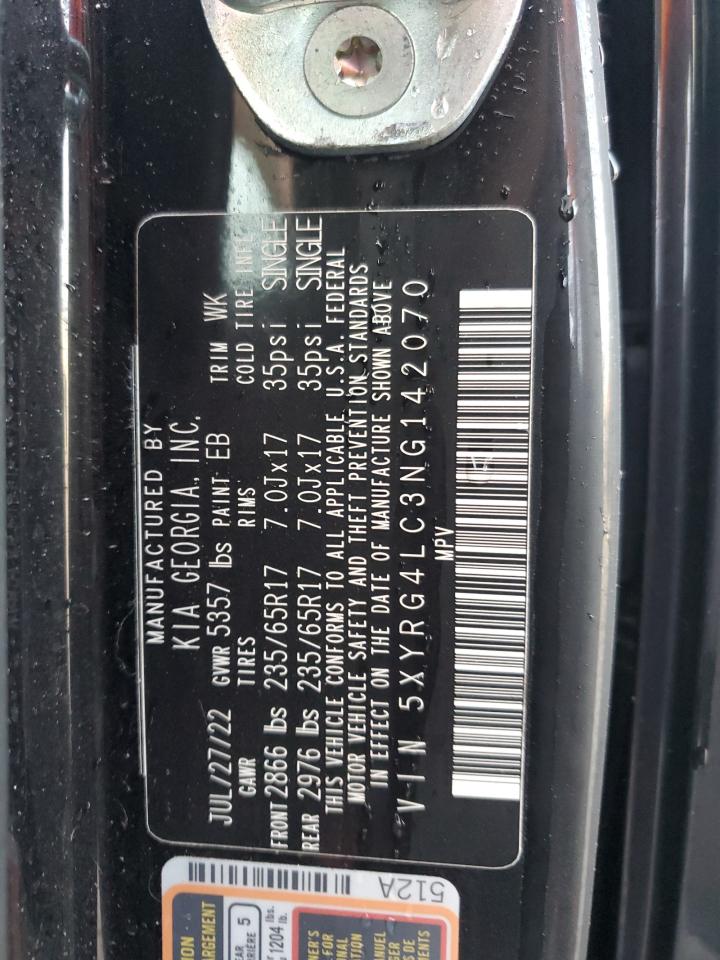 MANUFACTURED BY
KIA GEORGIA, INC.
JUL/27/22 GVWR 5357 lbs PAINT EB TRIM WK
GAWR TIRES RIMS COLD TIRE
FRONT 2866 lbs 235/65R17 7.0Jx17 35psi SINGLE
REAR 2976 lbs 235/65R17 7.0Jx17 35psi SINGLE
THIS VEHICLE CONFORMS TO ALL APPLICABLE U.S.A. FEDERAL
MOTOR VEHICLE SAFETY AND THEFT PREVENTION STANDARDS
IN EFFECT ON THE DATE OF MANUFACTURE SHOWN ABOVE
VIN 5XYRG4LC3NG142070
MPV
512A
5
1204 lb.
lbs.